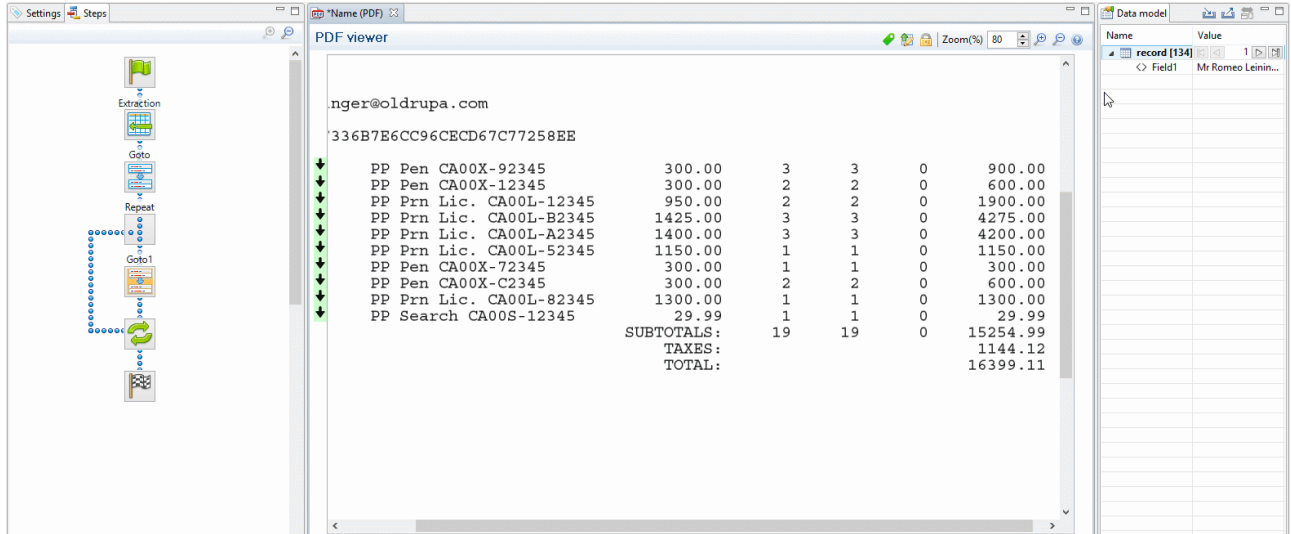 Settings Steps
Extraction
Goto
Repeat
Goto1
*Name (PDF)
PDF viewer
Zoom(%) 80
nger@oldrupa.com
336B7E6CC96CECD67C77258EE
PP Pen CA00X-92345 300.00 3 3 0 900.00
PP Pen CA00X-12345 300.00 2 2 0 600.00
PP Prn Lic. CA00L-12345 950.00 2 2 0 1900.00
PP Prn Lic. CA00L-B2345 1425.00 3 3 0 4275.00
PP Prn Lic. CA00L-A2345 1400.00 3 3 0 4200.00
PP Prn Lic. CA00L-52345 1150.00 1 1 0 1150.00
PP Pen CA00X-72345 300.00 1 1 0 300.00
PP Pen CA00X-C2345 300.00 2 2 0 600.00
PP Prn Lic. CA00L-82345 1300.00 1 1 0 1300.00
PP Search CA00S-12345 29.99 1 1 0 29.99
SUBTOTALS: 19 19 0 15254.99
TAXES: 1144.12
TOTAL: 16399.11
Data model
Name Value
record [134] 1
Field1 Mr Romeo Leinin...